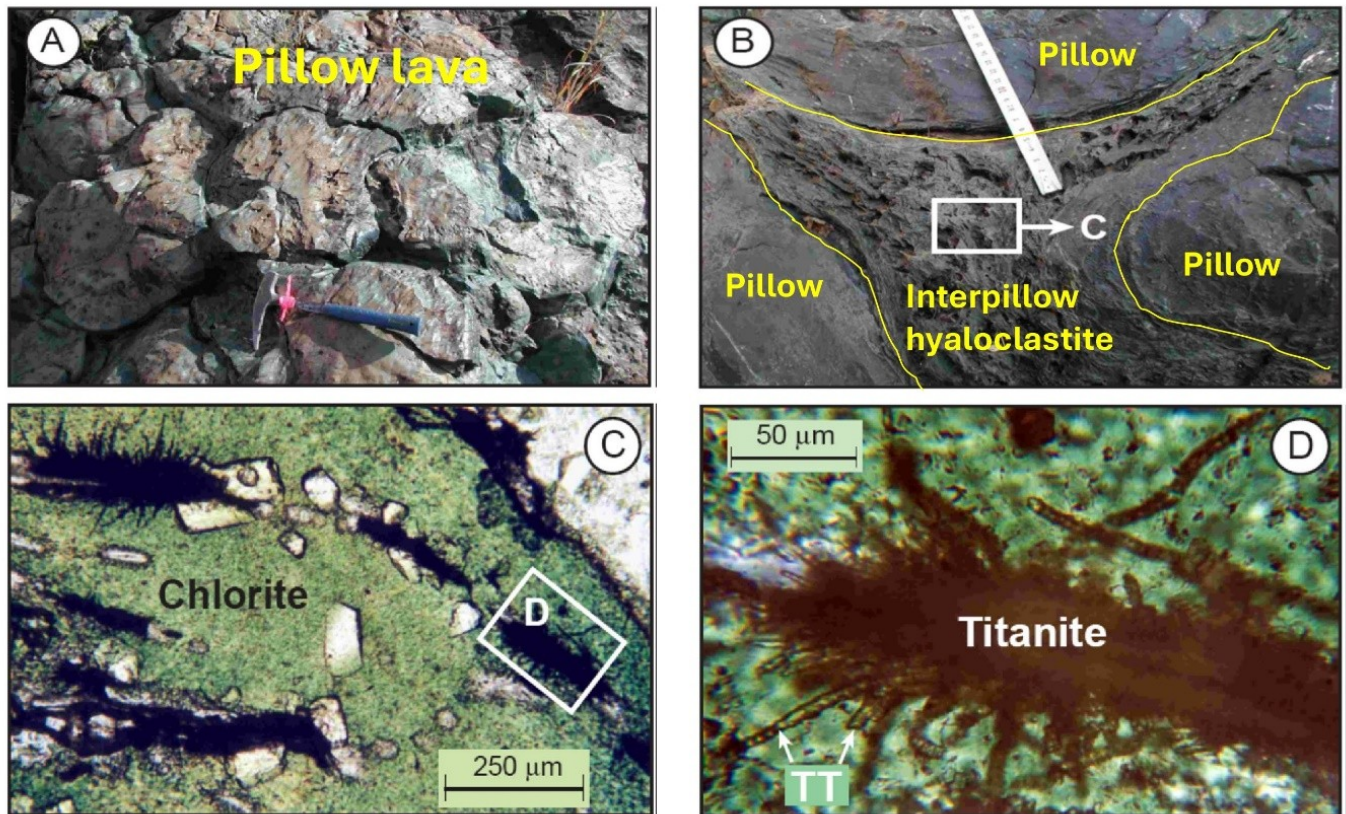 A
Pillow lava
B
Pillow
C
Pillow
Pillow
Interpillow
hyaloclastite
C
Chlorite
D
250 μm
50 μm
D
Titanite
TT